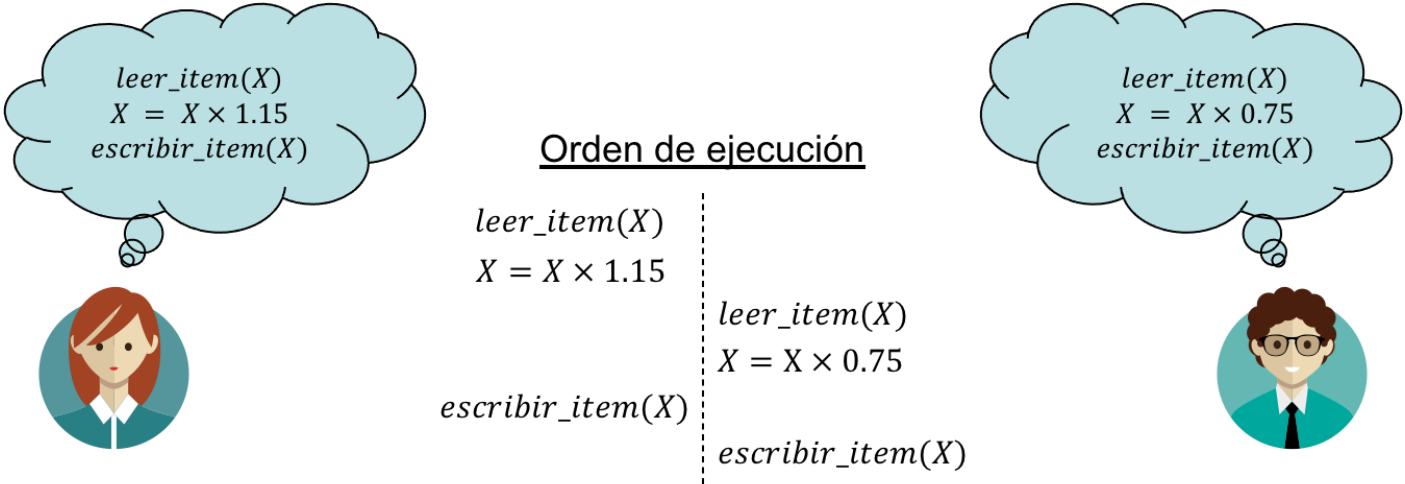 leer_item(X)
X = X × 1.15
escribir_item(X)
leer_item(X)
X = X × 0.75
escribir_item(X)
Orden de ejecución
leer_item(X)
X = X × 1.15
leer_item(X)
X = X × 0.75
escribir_item(X)
escribir_item(X)